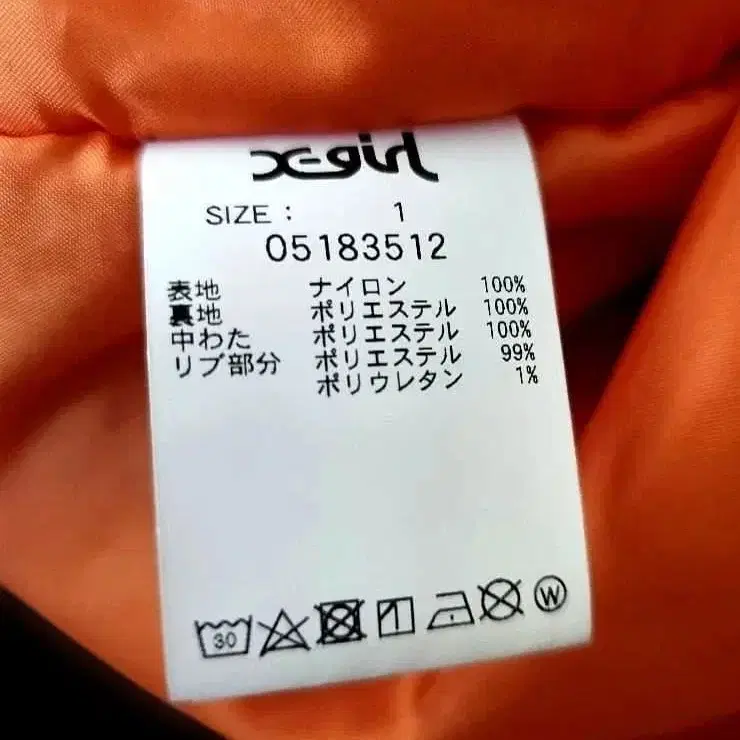 X-girl
SIZE : 1
05183512
表地 ナイロン 100%
裏地 ポリエステル 100%
中わた ポリエステル 100%
リブ部分 ポリエステル 99%
ポリウレタン 1%
30 W